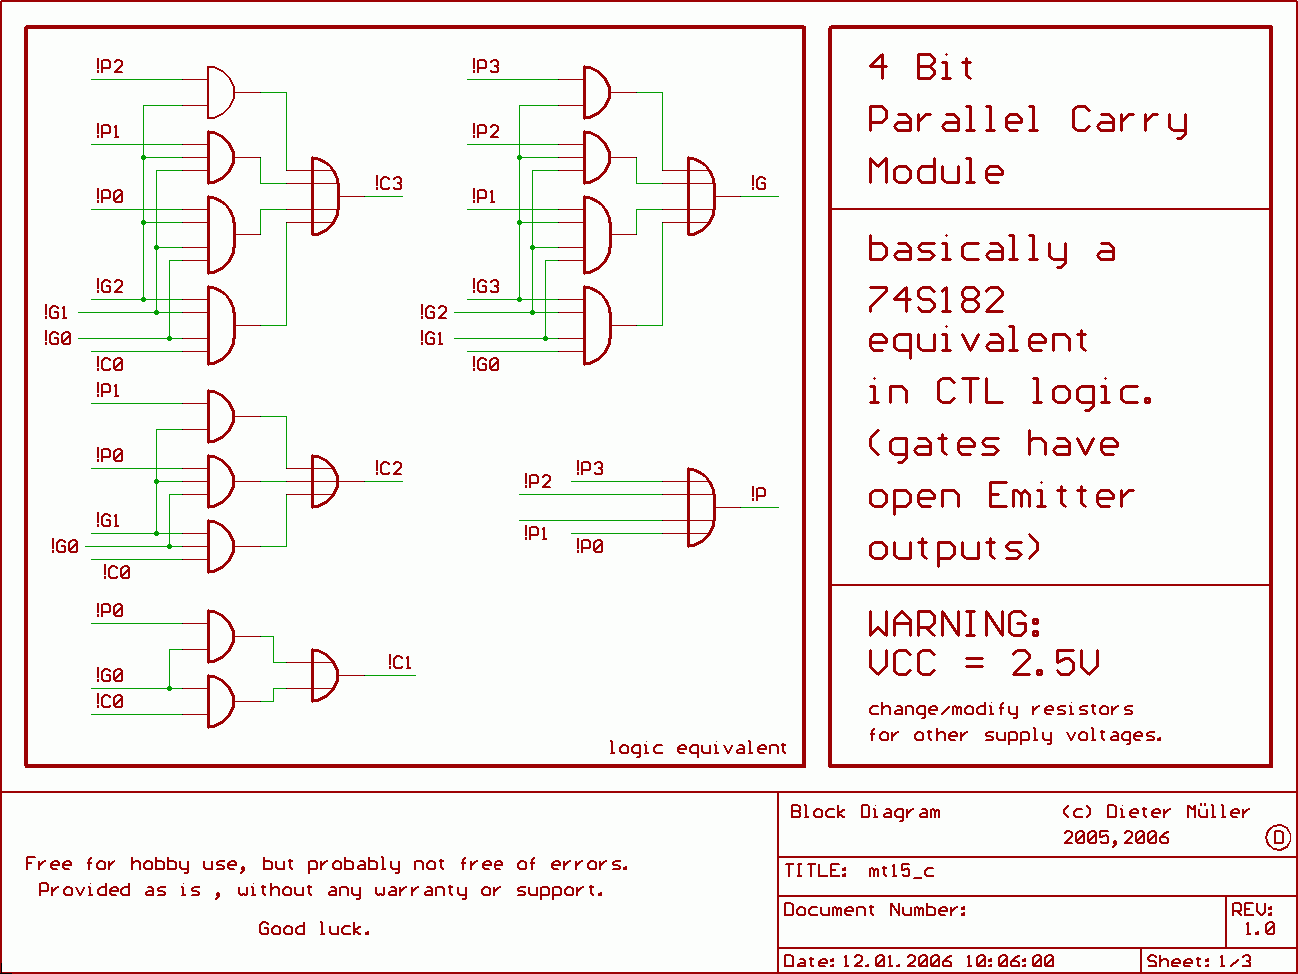 !P2
!P1
!P0
!C3
!G2
!G1
!G0
!C0
!P3
!P2
!P1
!G
!G3
!G2
!G1
!G0
!P1
!P0
!C2
!G1
!G0
!C0
!P3
!P2
!P
!P1
!P0
!P0
!C1
!G0
!C0
logic equivalent
4 Bit
Parallel Carry
Module
basically a
74S182
equivalent
in CTL logic.
(gates have
open Emitter
outputs)
WARNING:
VCC = 2.5V
change/modify resistors
for other supply voltages.
Free for hobby use, but probably not free of errors.
Provided as is , without any warranty or support.
Good luck.
Block Diagram
(c) Dieter Müller
2005,2006
D
TITLE: mt15_c
Document Number:
REV:
1.0
Date: 12.01.2006 10:06:00
Sheet: 1/3